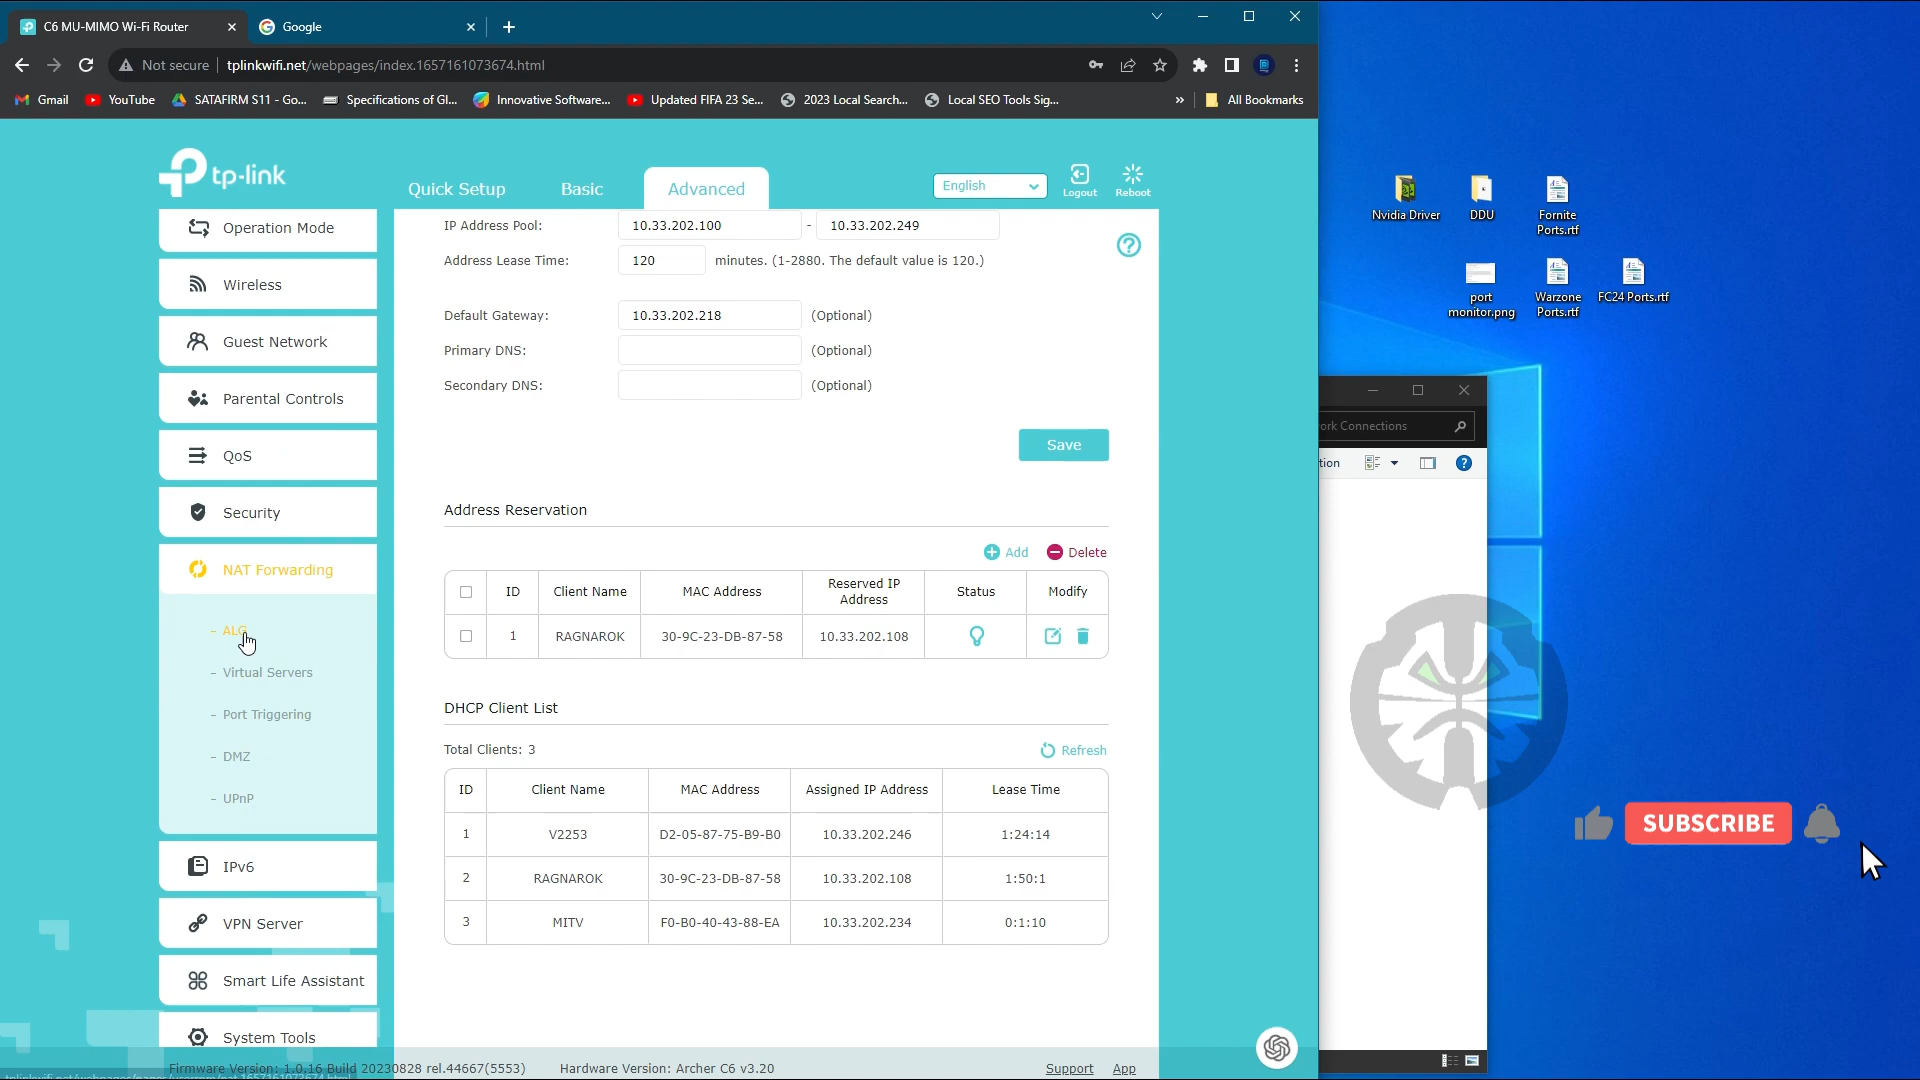 C6 MU-MIMO Wi-Fi Router
Google
Not secure
tplinkwifi.net/webpages/index.1657161073674.html
Gmail
YouTube
SATAFIRM S11 - Go...
Specifications of Gl...
Innovative Software...
Updated FIFA 23 Se...
2023 Local Search...
Local SEO Tools Sig...
»
All Bookmarks
tp-link
Quick Setup
Basic
Advanced
English
Logout
Reboot
Operation Mode
Wireless
Guest Network
Parental Controls
QoS
Security
NAT Forwarding
- ALG
- Virtual Servers
- Port Triggering
- DMZ
- UPnP
IPv6
VPN Server
Smart Life Assistant
System Tools
IP Address Pool: 10.33.202.100 - 10.33.202.249
Address Lease Time: 120 minutes. (1-2880. The default value is 120.)
Default Gateway: 10.33.202.218 (Optional)
Primary DNS: (Optional)
Secondary DNS: (Optional)
Save
Address Reservation
Add Delete
ID Client Name MAC Address Reserved IP Address Status Modify
1 RAGNAROK 30-9C-23-DB-87-58 10.33.202.108
DHCP Client List
Total Clients: 3
Refresh
ID Client Name MAC Address Assigned IP Address Lease Time
1 V2253 D2-05-87-75-B9-B0 10.33.202.246 1:24:14
2 RAGNAROK 30-9C-23-DB-87-58 10.33.202.108 1:50:1
3 MITV F0-B0-40-43-88-EA 10.33.202.234 0:1:10
Firmware Version: 1.0.16 Build 20230828 rel.44667(5553)
Hardware Version: Archer C6 v3.20
Support
App
Nvidia Driver
DDU
Fornite Ports.rtf
port monitor.png
Warzone Ports.rtf
FC24 Ports.rtf
ork Connections
tion
SUBSCRIBE